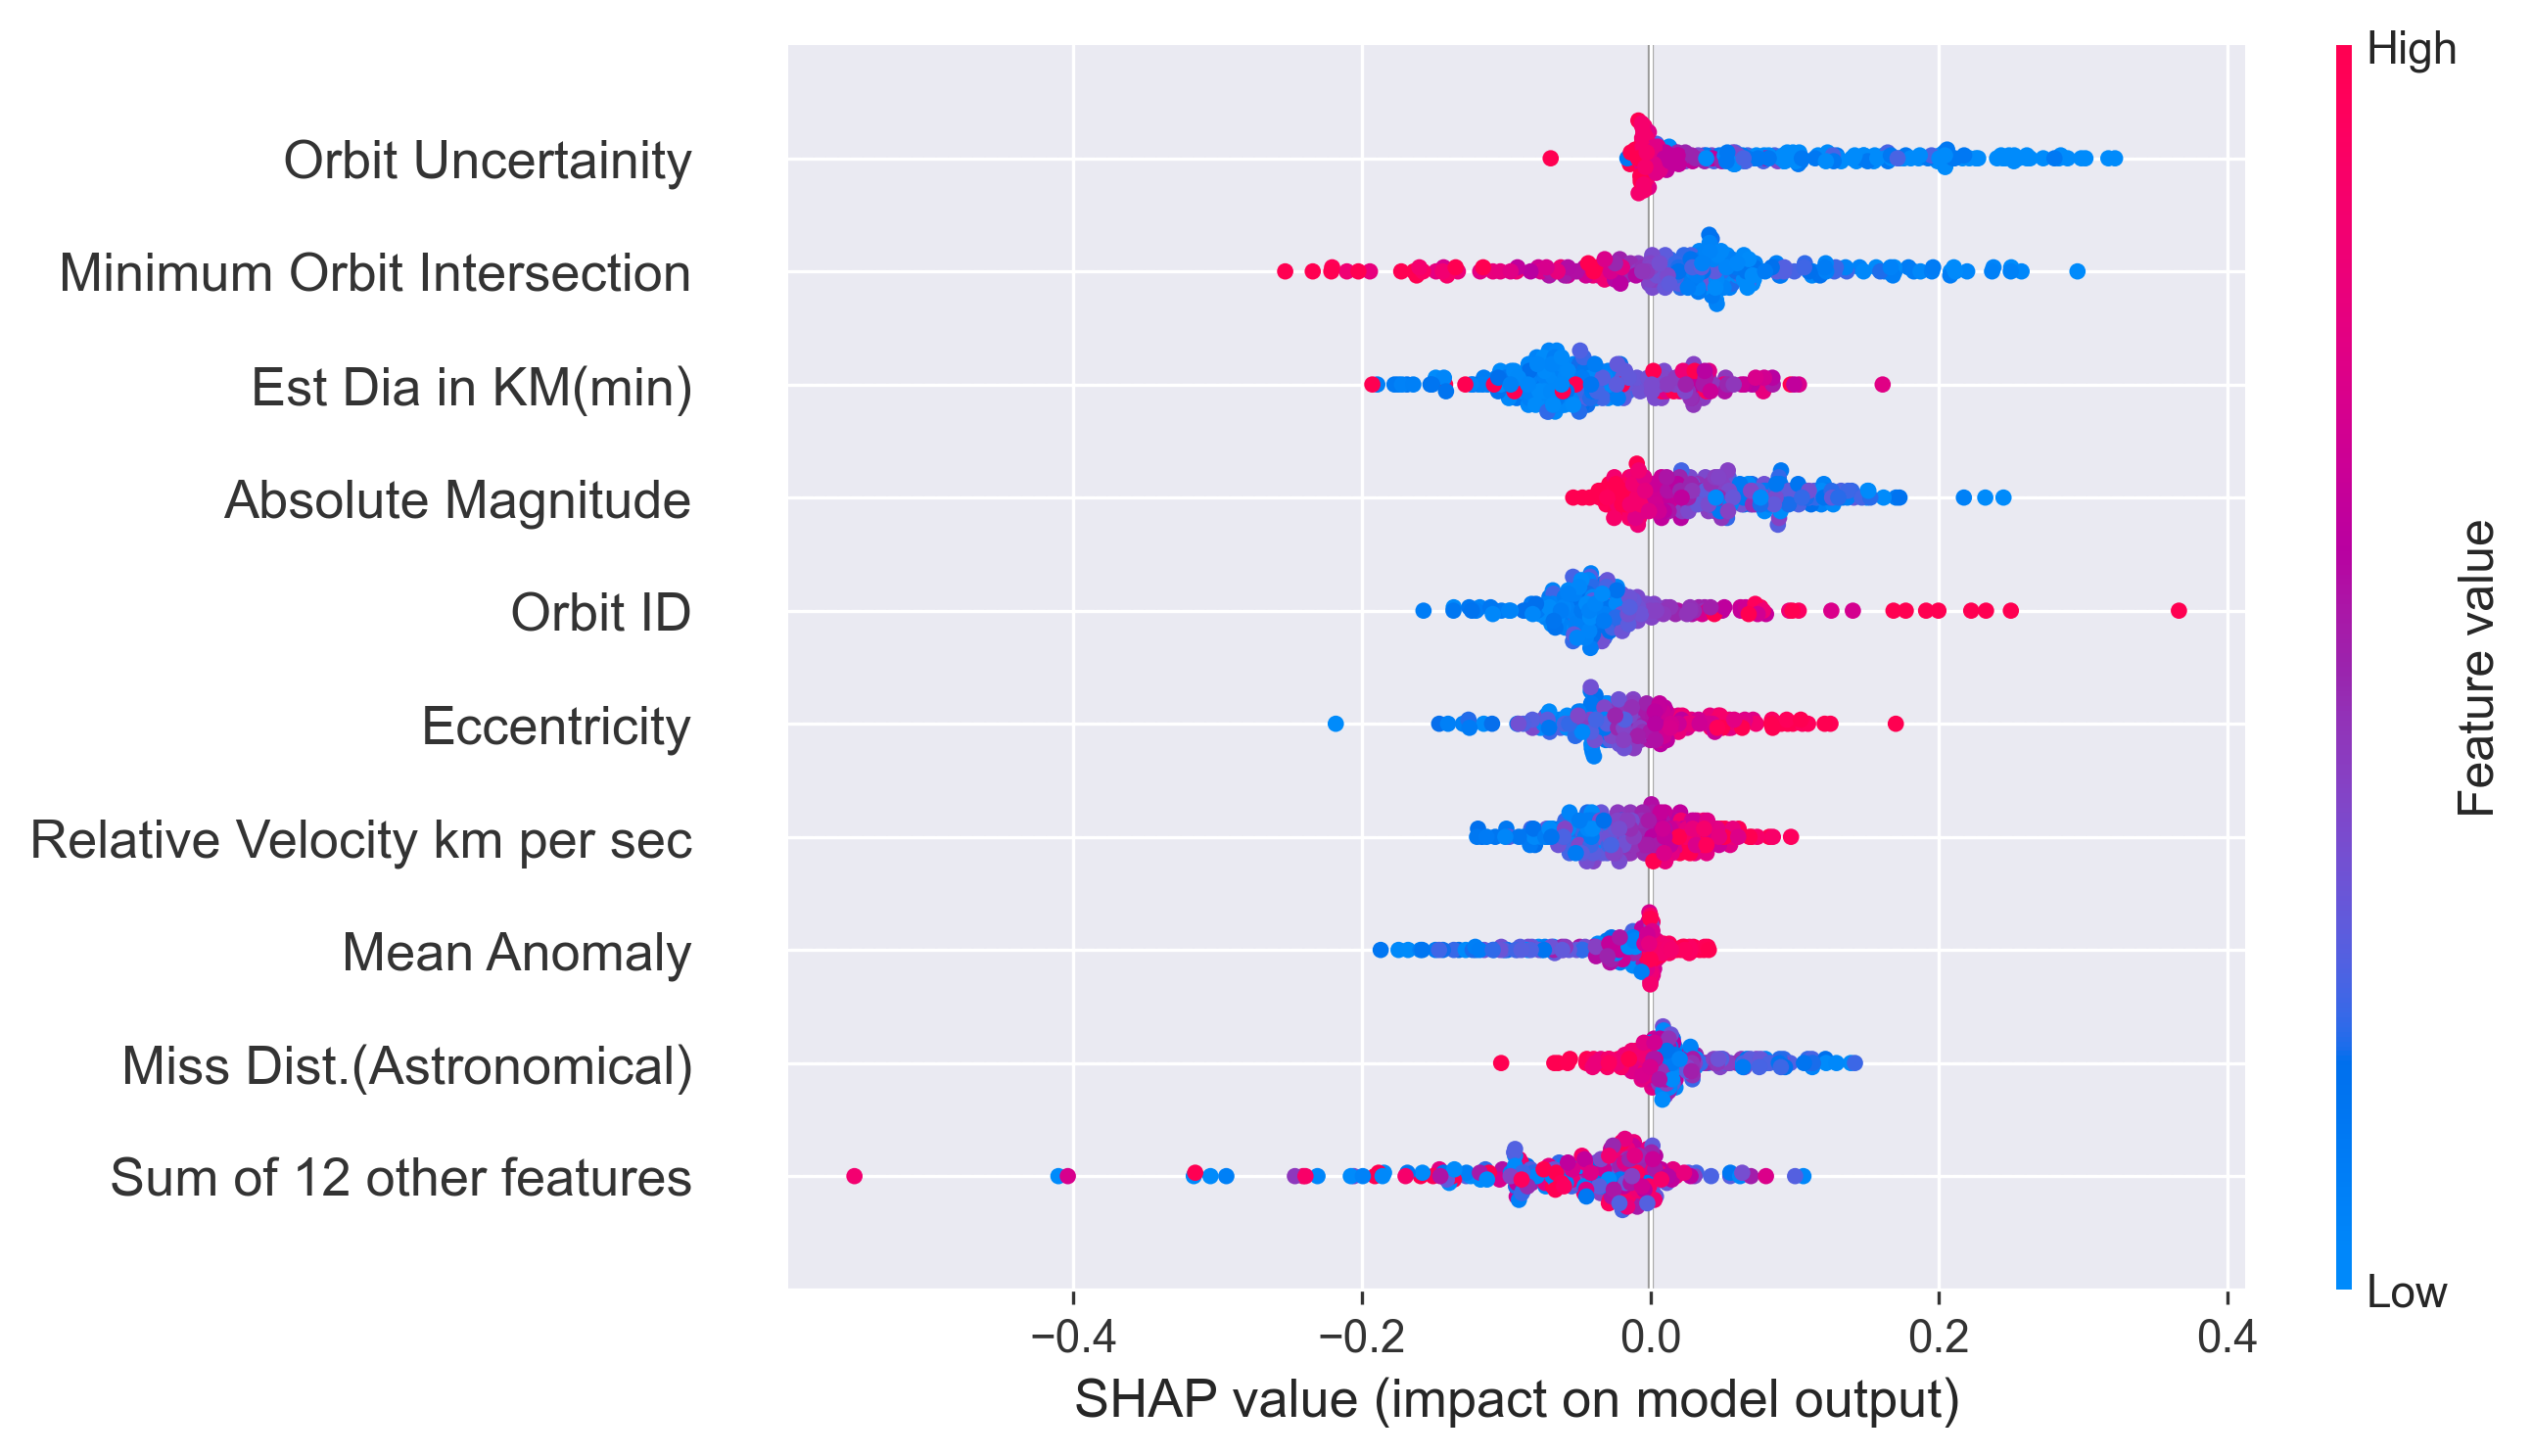 High
Orbit Uncertainity
Minimum Orbit Intersection
Est Dia in KM(min)
Absolute Magnitude
Orbit ID
Eccentricity
Relative Velocity km per sec
Mean Anomaly
Miss Dist.(Astronomical)
Sum of 12 other features
Feature value
Low
−0.4 −0.2 0.0 0.2 0.4
SHAP value (impact on model output)